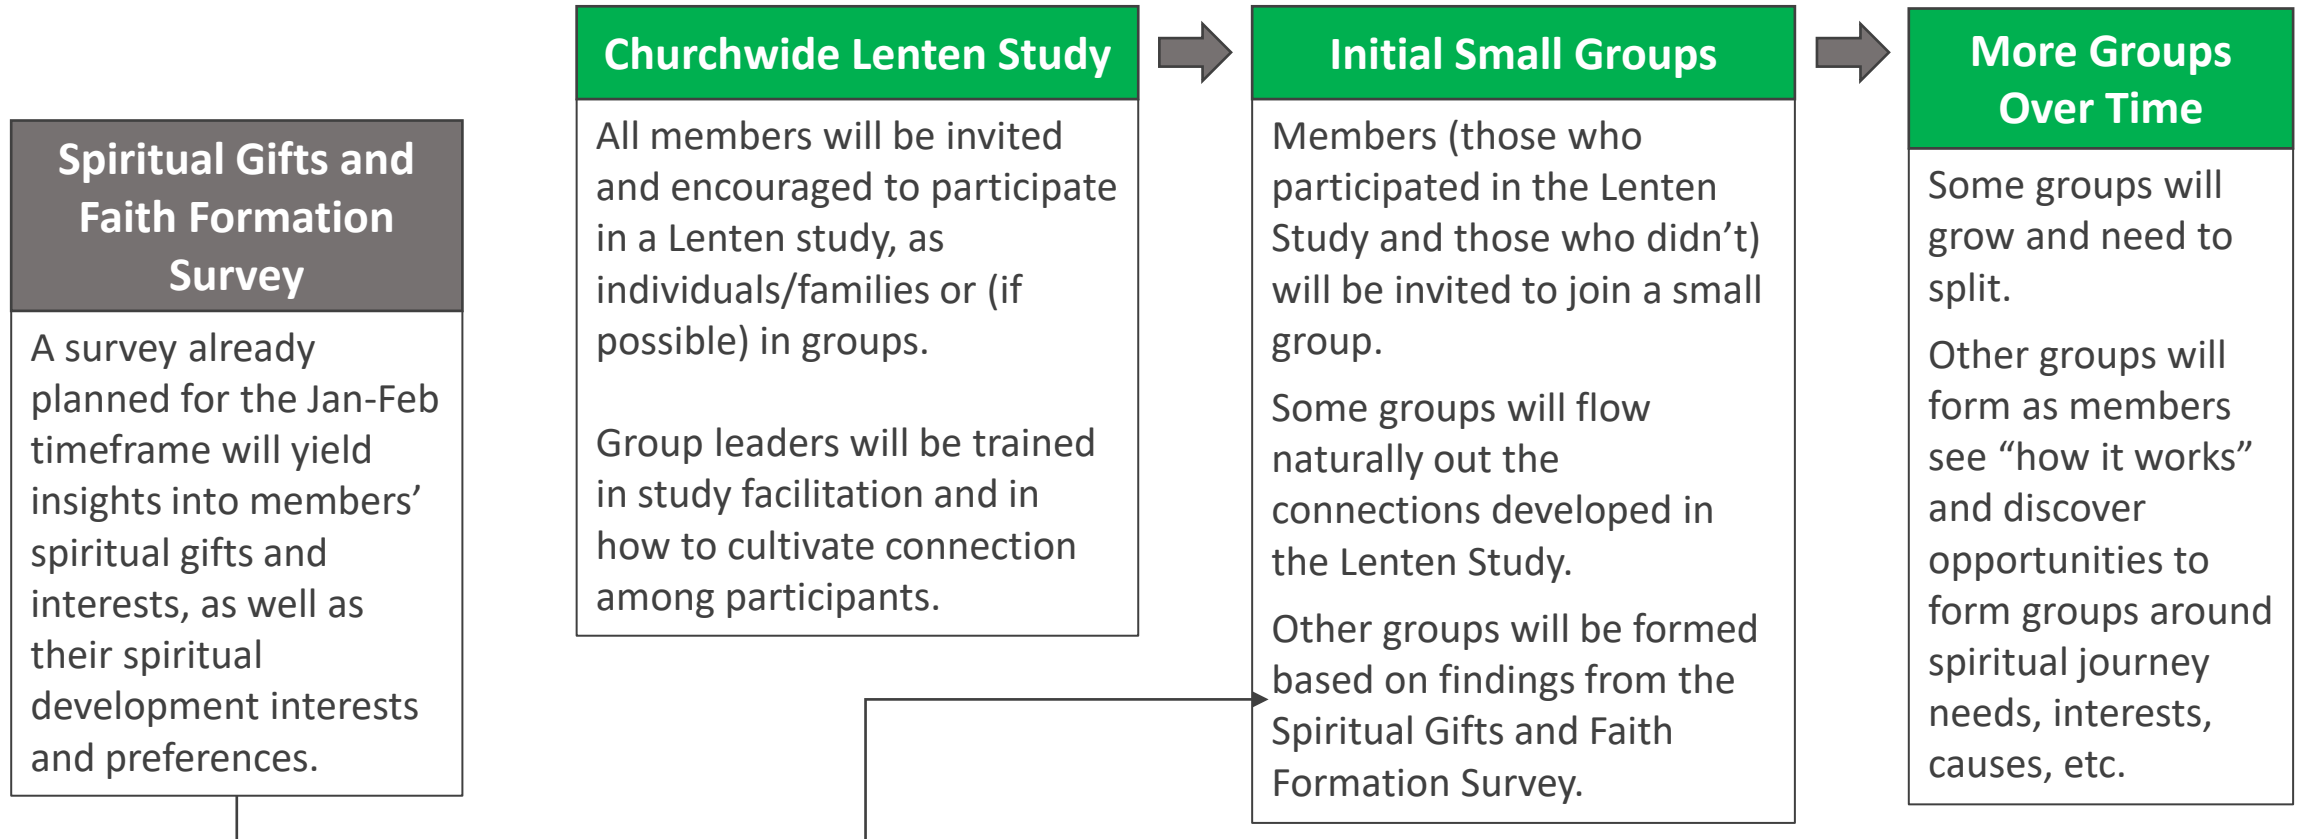 Spiritual Gifts and
Faith Formation
Survey
A survey already
planned for the Jan-Feb
timeframe will yield
insights into members’
spiritual gifts and
interests, as well as
their spiritual
development interests
and preferences.
Churchwide Lenten Study
All members will be invited
and encouraged to participate
in a Lenten study, as
individuals/families or (if
possible) in groups.
Group leaders will be trained
in study facilitation and in
how to cultivate connection
among participants.
Initial Small Groups
Members (those who
participated in the Lenten
Study and those who didn’t)
will be invited to join a small
group.
Some groups will flow
naturally out the
connections developed in
the Lenten Study.
Other groups will be formed
based on findings from the
Spiritual Gifts and Faith
Formation Survey.
More Groups
Over Time
Some groups will
grow and need to
split.
Other groups will
form as members
see “how it works”
and discover
opportunities to
form groups around
spiritual journey
needs, interests,
causes, etc.